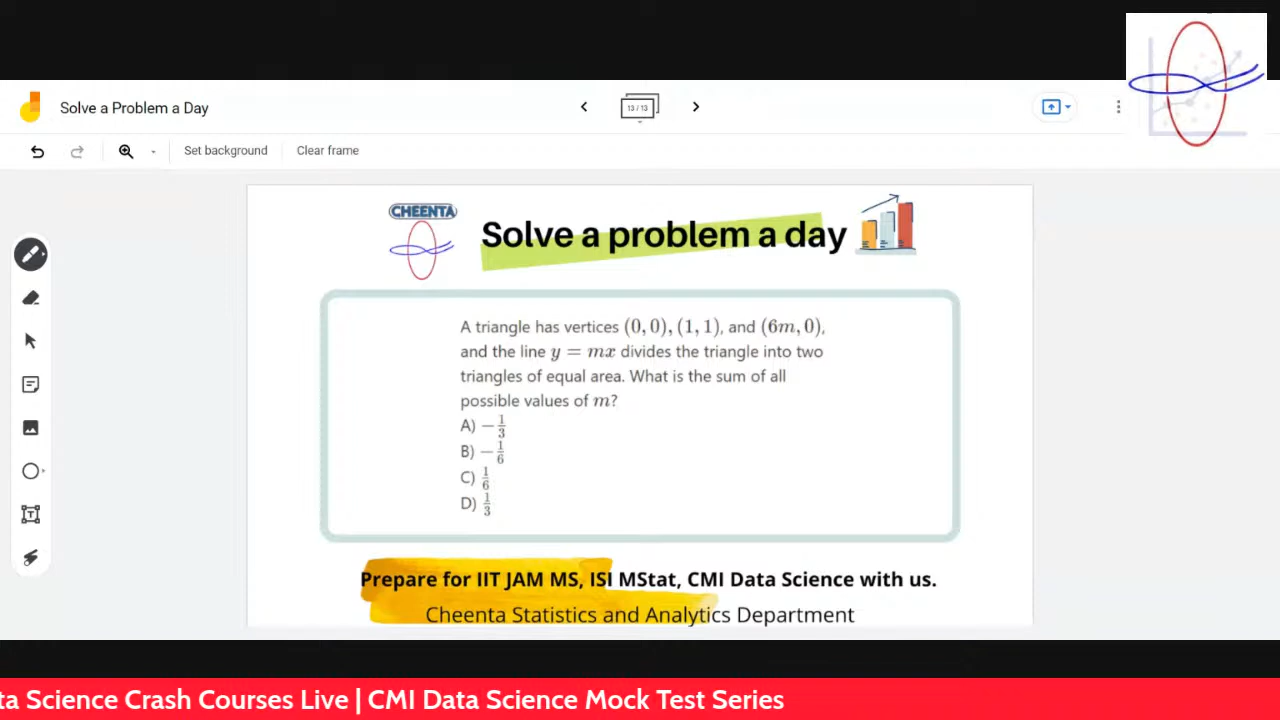 Solve a Problem a Day
13 / 13
Set background
Clear frame
CHEENTA
Solve a problem a day
A triangle has vertices (0, 0), (1, 1), and (6m, 0),
and the line y = mx divides the triangle into two
triangles of equal area. What is the sum of all
possible values of m?
A) −1/3
B) −1/6
C) 1/6
D) 1/3
Prepare for IIT JAM MS, ISI MStat, CMI Data Science with us.
Cheenta Statistics and Analytics Department
ta Science Crash Courses Live | CMI Data Science Mock Test Series